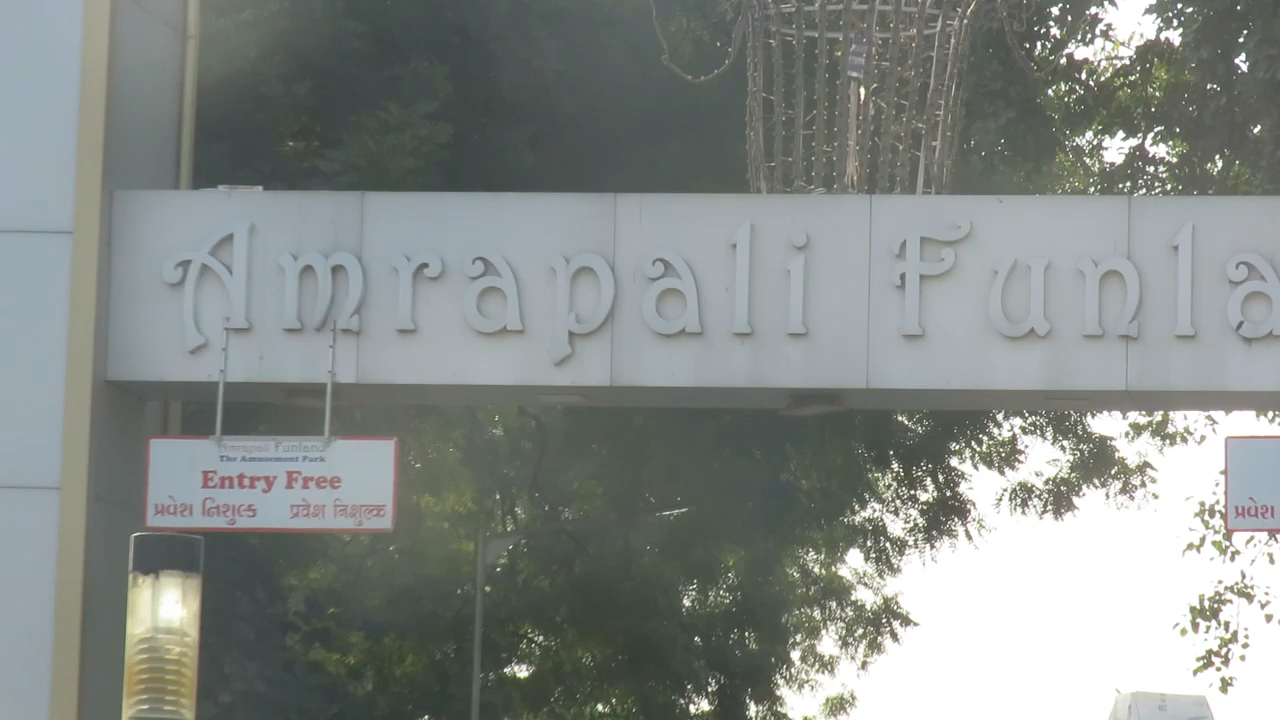 Amrapali Funla
Amrapali Funland
The Amusement Park
Entry Free
પ્રવેશ નિશુલ્ક प्रवेश निशुल्क
પ્રવેશ